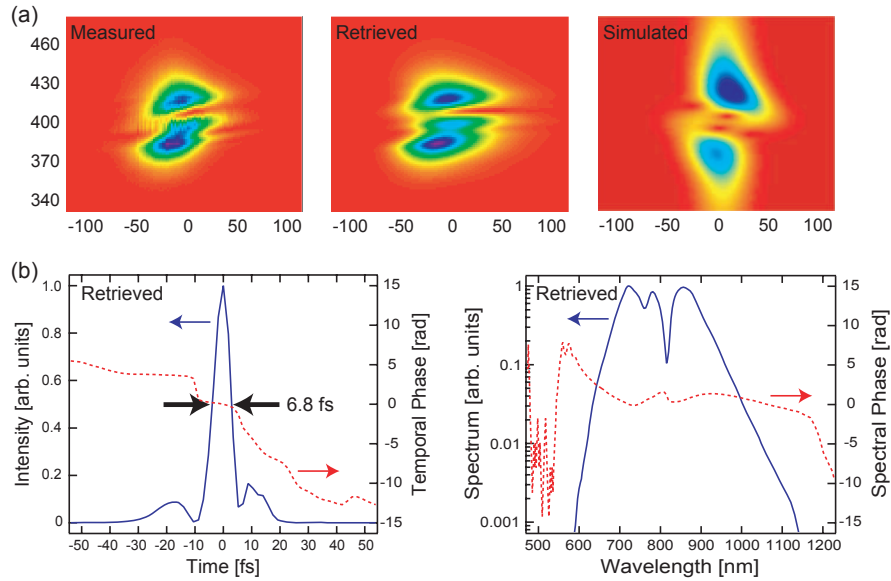 (a)
Measured
Retrieved
Simulated
460
430
400
370
340
-100 -50 0 50 100
-100 -50 0 50 100
-100 -50 0 50 100
(b)
Retrieved
6.8 fs
Intensity [arb. units]
1.0
0.8
0.6
0.4
0.2
0
Temporal Phase [rad]
15
10
5
0
-5
-10
-15
-50 -40 -30 -20 -10 0 10 20 30 40 50
Time [fs]
Retrieved
Spectrum [arb. units]
1
0.1
0.01
0.001
Spectral Phase [rad]
15
10
5
0
-5
-10
-15
500 600 700 800 900 1000 1100 1200
Wavelength [nm]